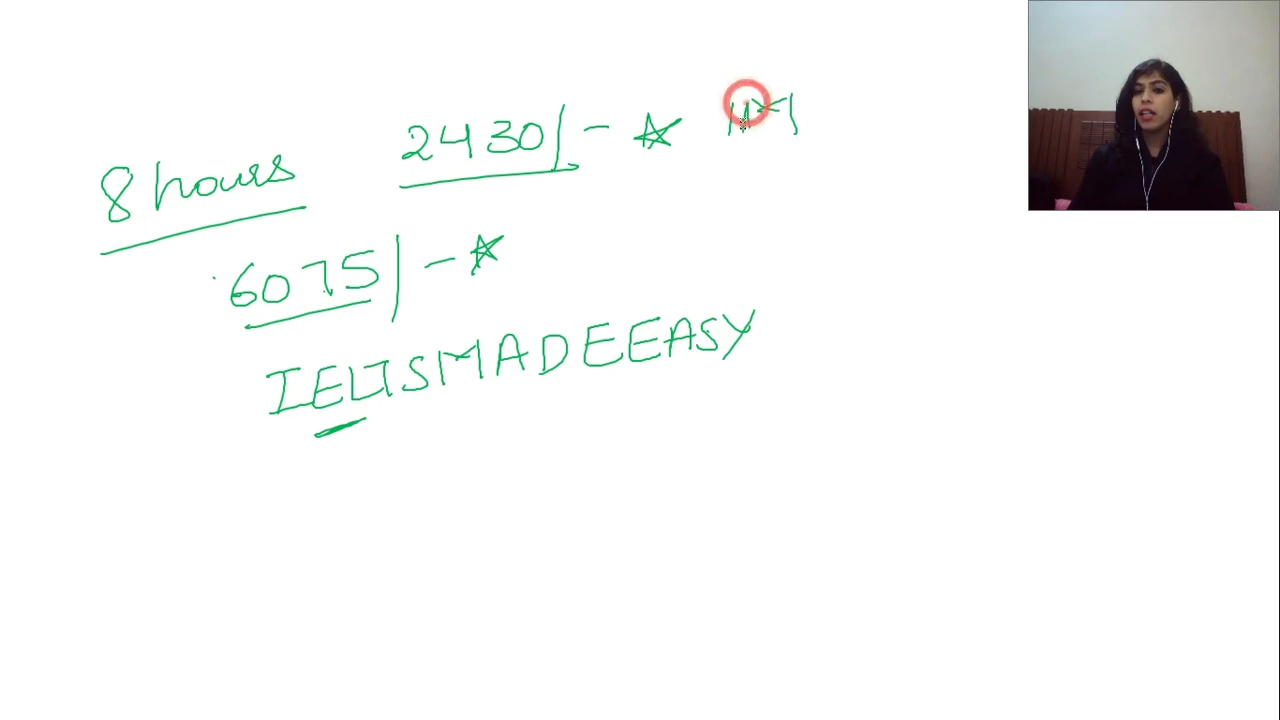 8 hours 2430/- ☆
6075/- ☆
IELTSMADEEASY